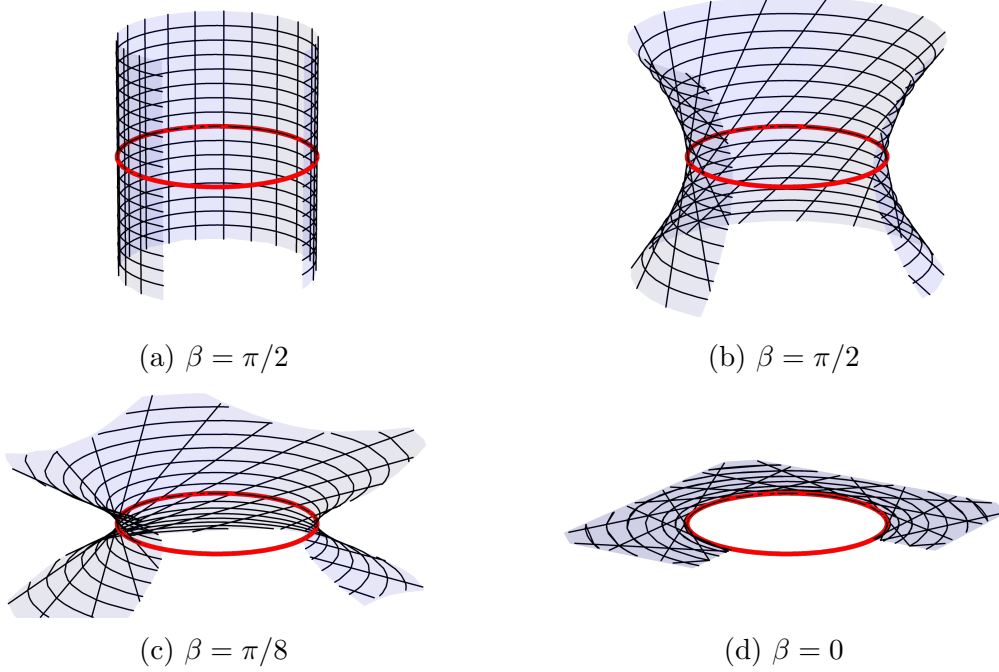 (a) β = π/2
(b) β = π/2
(c) β = π/8
(d) β = 0